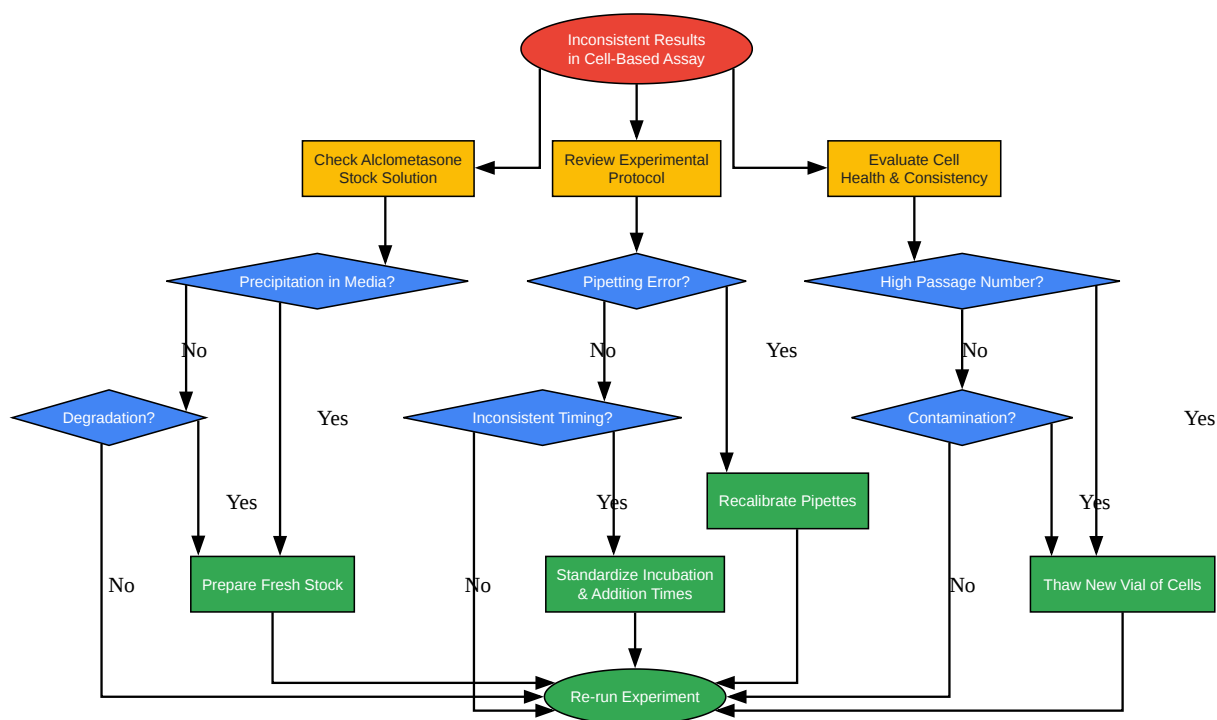 Inconsistent Results
in Cell-Based Assay
Check Alclometasone
Stock Solution
Review Experimental
Protocol
Evaluate Cell
Health & Consistency
Precipitation in Media?
Pipetting Error?
High Passage Number?
No
No
Yes
No
Degradation?
Yes
Inconsistent Timing?
Contamination?
Yes
Yes
Yes
Recalibrate Pipettes
Yes
No
Prepare Fresh Stock
No
Standardize Incubation
& Addition Times
No
Thaw New Vial of Cells
Re-run Experiment